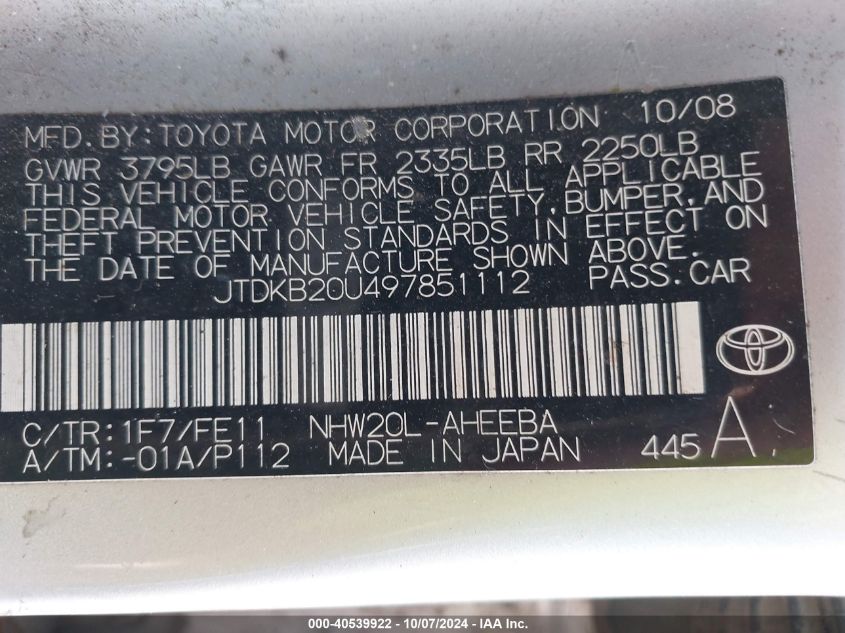 MFD. BY: TOYOTA MOTOR CORPORATION 10/08
GVWR 3795LB GAWR FR 2335LB RR 2250LB
THIS VEHICLE CONFORMS TO ALL APPLICABLE
FEDERAL MOTOR VEHICLE SAFETY, BUMPER, AND
THEFT PREVENTION STANDARDS IN EFFECT ON
THE DATE OF MANUFACTURE SHOWN ABOVE.
JTDKB20U497851112 PASS. CAR
C/TR: 1F7/FE11 NHW20L-AHEEBA
A/TM: -01A/P112 MADE IN JAPAN 445 A
000-40539922 - 10/07/2024 - IAA Inc.